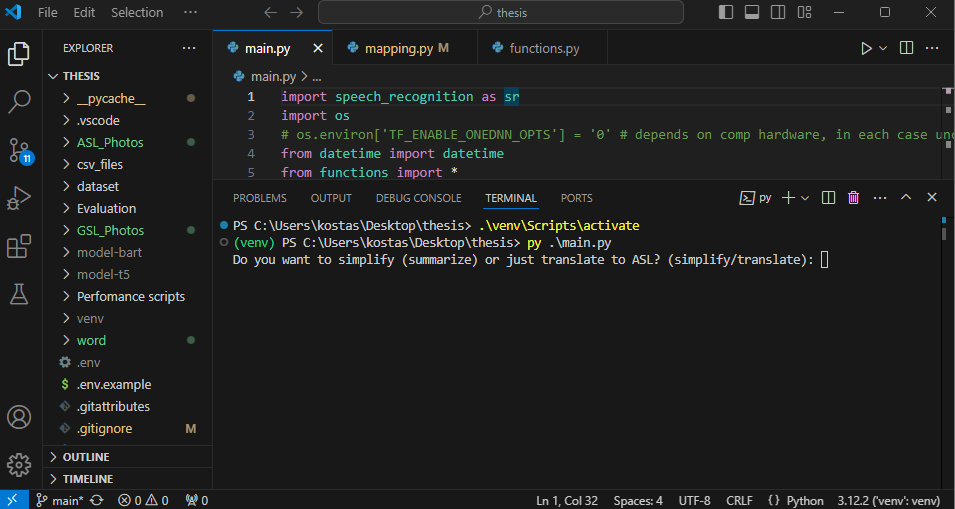 File Edit Selection ··· thesis
EXPLORER ···
main.py mapping.py M functions.py
THESIS
__pycache__
.vscode
ASL_Photos
csv_files
dataset
Evaluation
GSL_Photos
model-bart
model-t5
Perfomance scripts
venv
word
.env
$ .env.example
.gitattributes
.gitignore M
OUTLINE
TIMELINE
11
main.py > ...
1 import speech_recognition as sr
2 import os
3 # os.environ['TF_ENABLE_ONEDNN_OPTS'] = '0' # depends on comp hardware, in each case
4 from datetime import datetime
5 from functions import *
PROBLEMS OUTPUT DEBUG CONSOLE TERMINAL PORTS py
PS C:\Users\kostas\Desktop\thesis> .\venv\Scripts\activate
(venv) PS C:\Users\kostas\Desktop\thesis> py .\main.py
Do you want to simplify (summarize) or just translate to ASL? (simplify/translate):
main* 0 0 0 Ln 1, Col 32 Spaces: 4 UTF-8 CRLF {} Python 3.12.2 ('venv': venv)